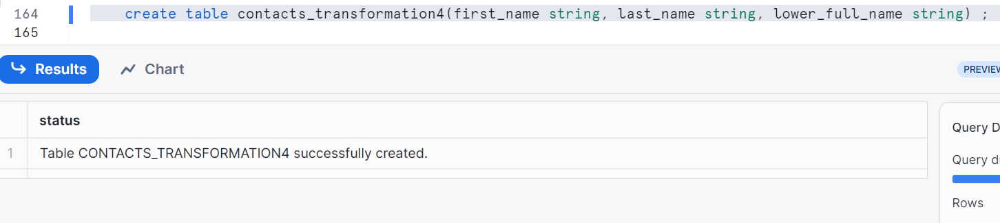 164 create table contacts_transformation4(first_name string, last_name string, lower_full_name string) ;
165
Results Chart
PREVIEW
status
1 Table CONTACTS_TRANSFORMATION4 successfully created.
Query D
Query d
Rows